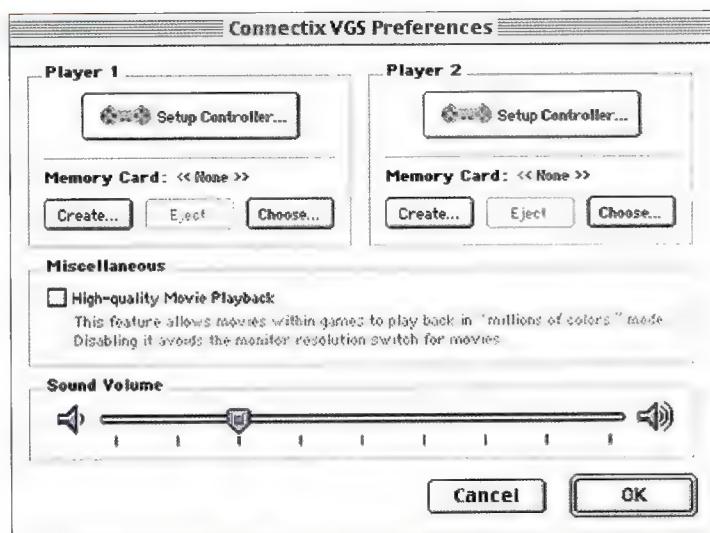 Connectix VGS Preferences
Player 1
Setup Controller...
Memory Card: << None >>
Create... Eject Choose...
Player 2
Setup Controller...
Memory Card: << None >>
Create... Eject Choose...
Miscellaneous
High-quality Movie Playback
This feature allows movies within games to play back in "millions of colors" mode
Disabling it avoids the monitor resolution switch for movies
Sound Volume
Cancel OK